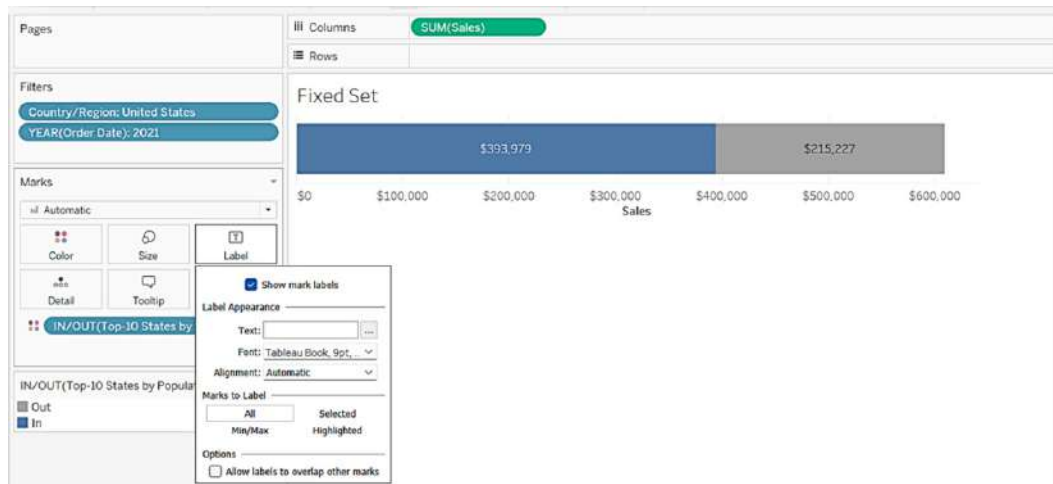 Pages
Columns
SUM(Sales)
Rows
Filters
Country/Region: United States
YEAR(Order Date): 2021
Fixed Set
$393,979
$215,227
$0
$100,000
$200,000
$300,000
$400,000
$500,000
$600,000
Sales
Marks
Automatic
Color
Size
Label
Detail
Tooltip
IN/OUT(Top-10 States by
IN/OUT(Top-10 States by Popula
Out
In
Show mark labels
Label Appearance
Text:
...
Font: Tableau Book, 9pt, ...
Alignment: Automatic
Marks to Label
All
Selected
Min/Max
Highlighted
Options
Allow labels to overlap other marks